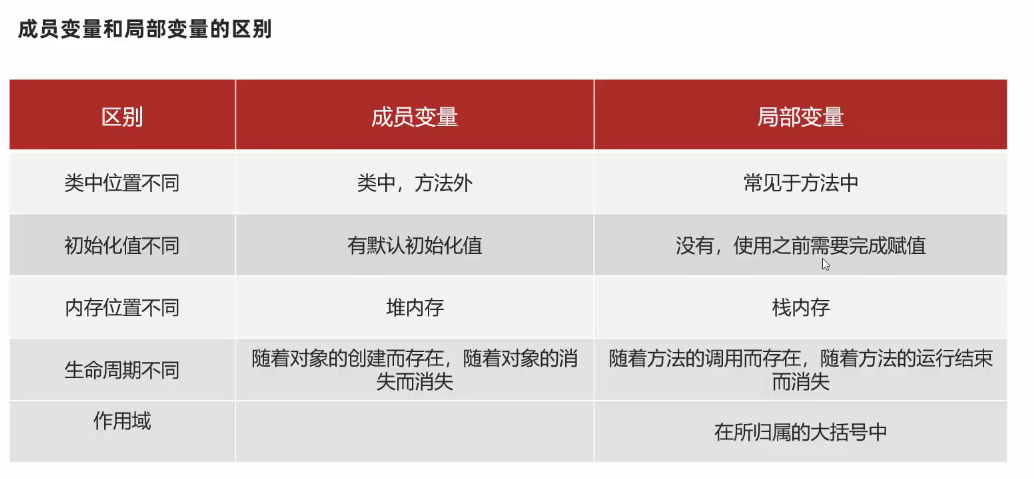 成员变量和局部变量的区别
区别 成员变量 局部变量
类中位置不同 类中，方法外 常见于方法中
初始化值不同 有默认初始化值 没有，使用之前需要完成赋值
内存位置不同 堆内存 栈内存
生命周期不同 随着对象的创建而存在，随着对象的消 随着方法的调用而存在，随着方法的运行结束
失而消失 而消失
作用域 在所归属的大括号中